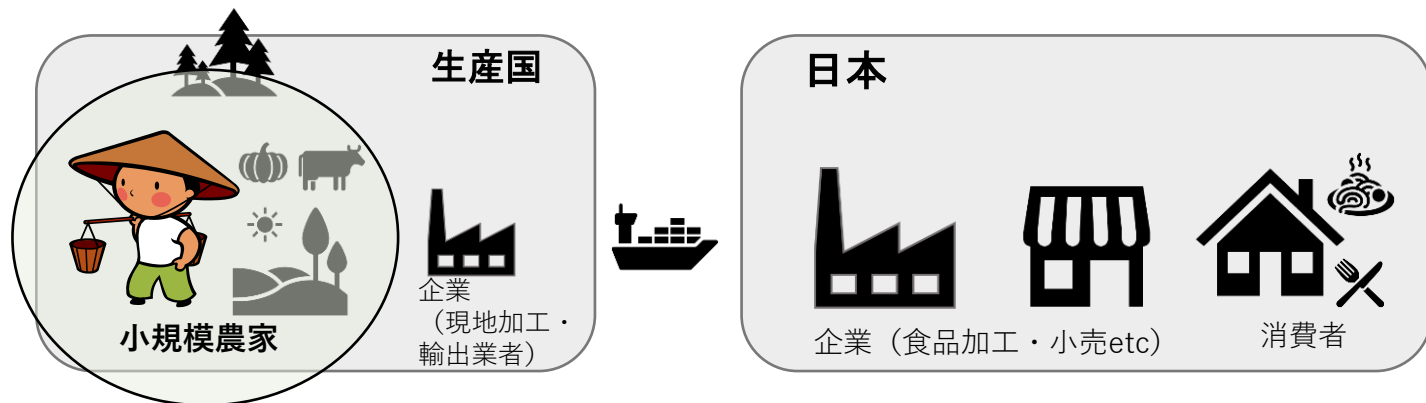 生産国
小規模農家
企業
（現地加工・
輸出業者）
日本
企業（食品加工・小売etc）
消費者